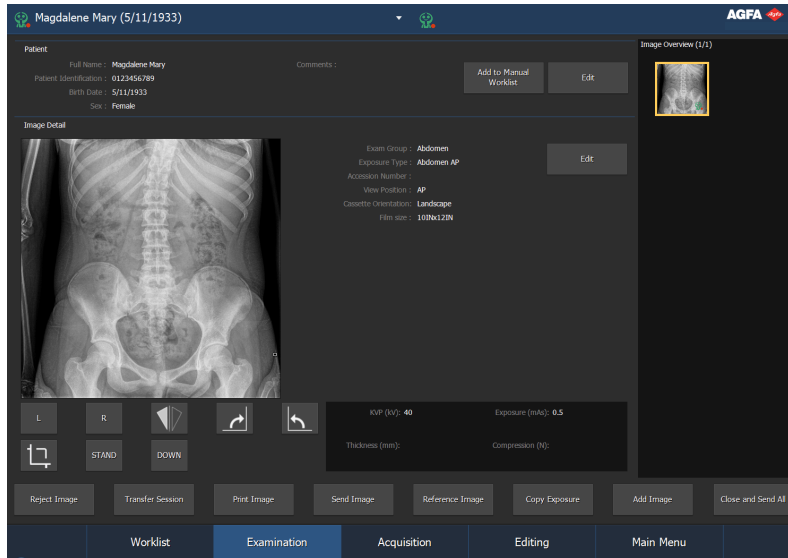 Magdalene Mary (5/11/1933)
AGFA
Agfa
Patient
Full Name : Magdalene Mary
Patient Identification : 0123456789
Birth Date : 5/11/1933
Sex : Female
Comments :
Add to Manual
Worklist
Edit
Image Overview (1/1)
Image Detail
Exam Group : Abdomen
Exposure Type : Abdomen AP
Accession Number :
View Position : AP
Cassette Orientation: Landscape
Film size : 10INx12IN
Edit
L
R
STAND
DOWN
KVP (kV): 40
Exposure (mAs): 0.5
Thickness (mm):
Compression (N):
Reject Image
Transfer Session
Print Image
Send Image
Reference Image
Copy Exposure
Add Image
Close and Send All
Worklist
Examination
Acquisition
Editing
Main Menu